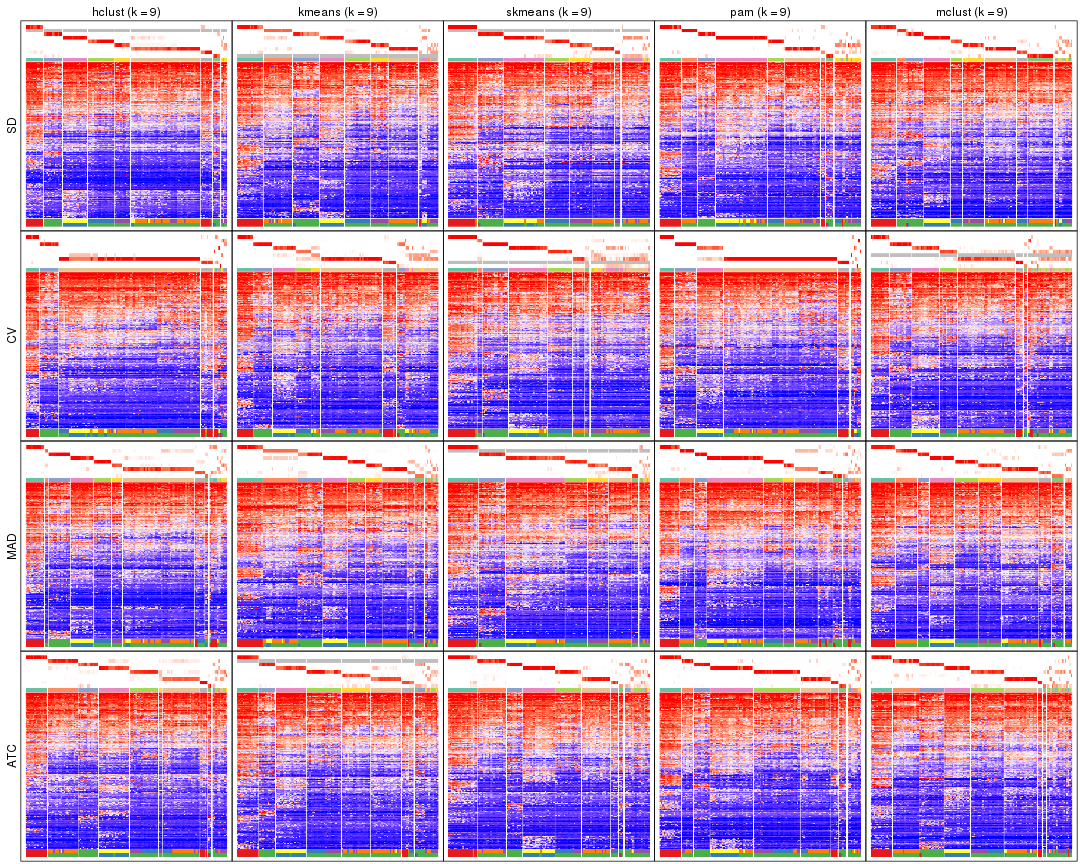 hclust (k = 9) kmeans (k = 9) skmeans (k = 9) pam (k = 9) mclust (k = 9)
SD
CV
MAD
ATC